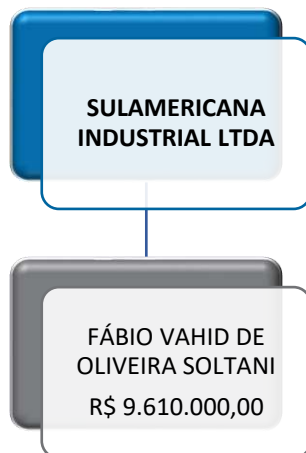 SULAMERICANA
INDUSTRIAL LTDA
FÁBIO VAHID DE
OLIVEIRA SOLTANI
R$ 9.610.000,00